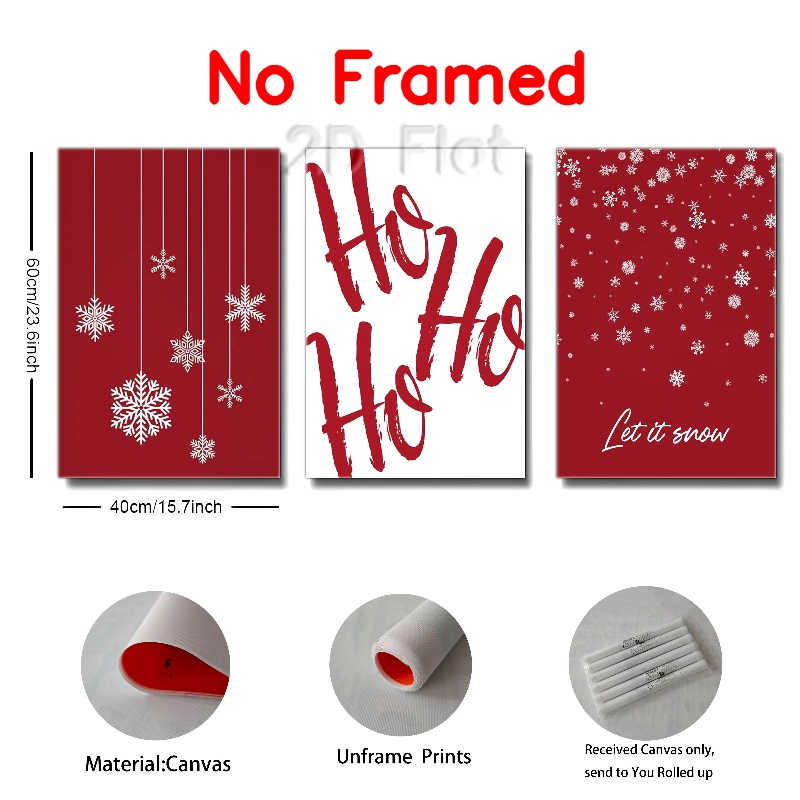 No Framed
2D Flat
60cm/23.6inch
Ho
Ho
Ho
Let it snow
40cm/15.7inch
Material:Canvas
Unframe Prints
Received Canvas only,
send to You Rolled up